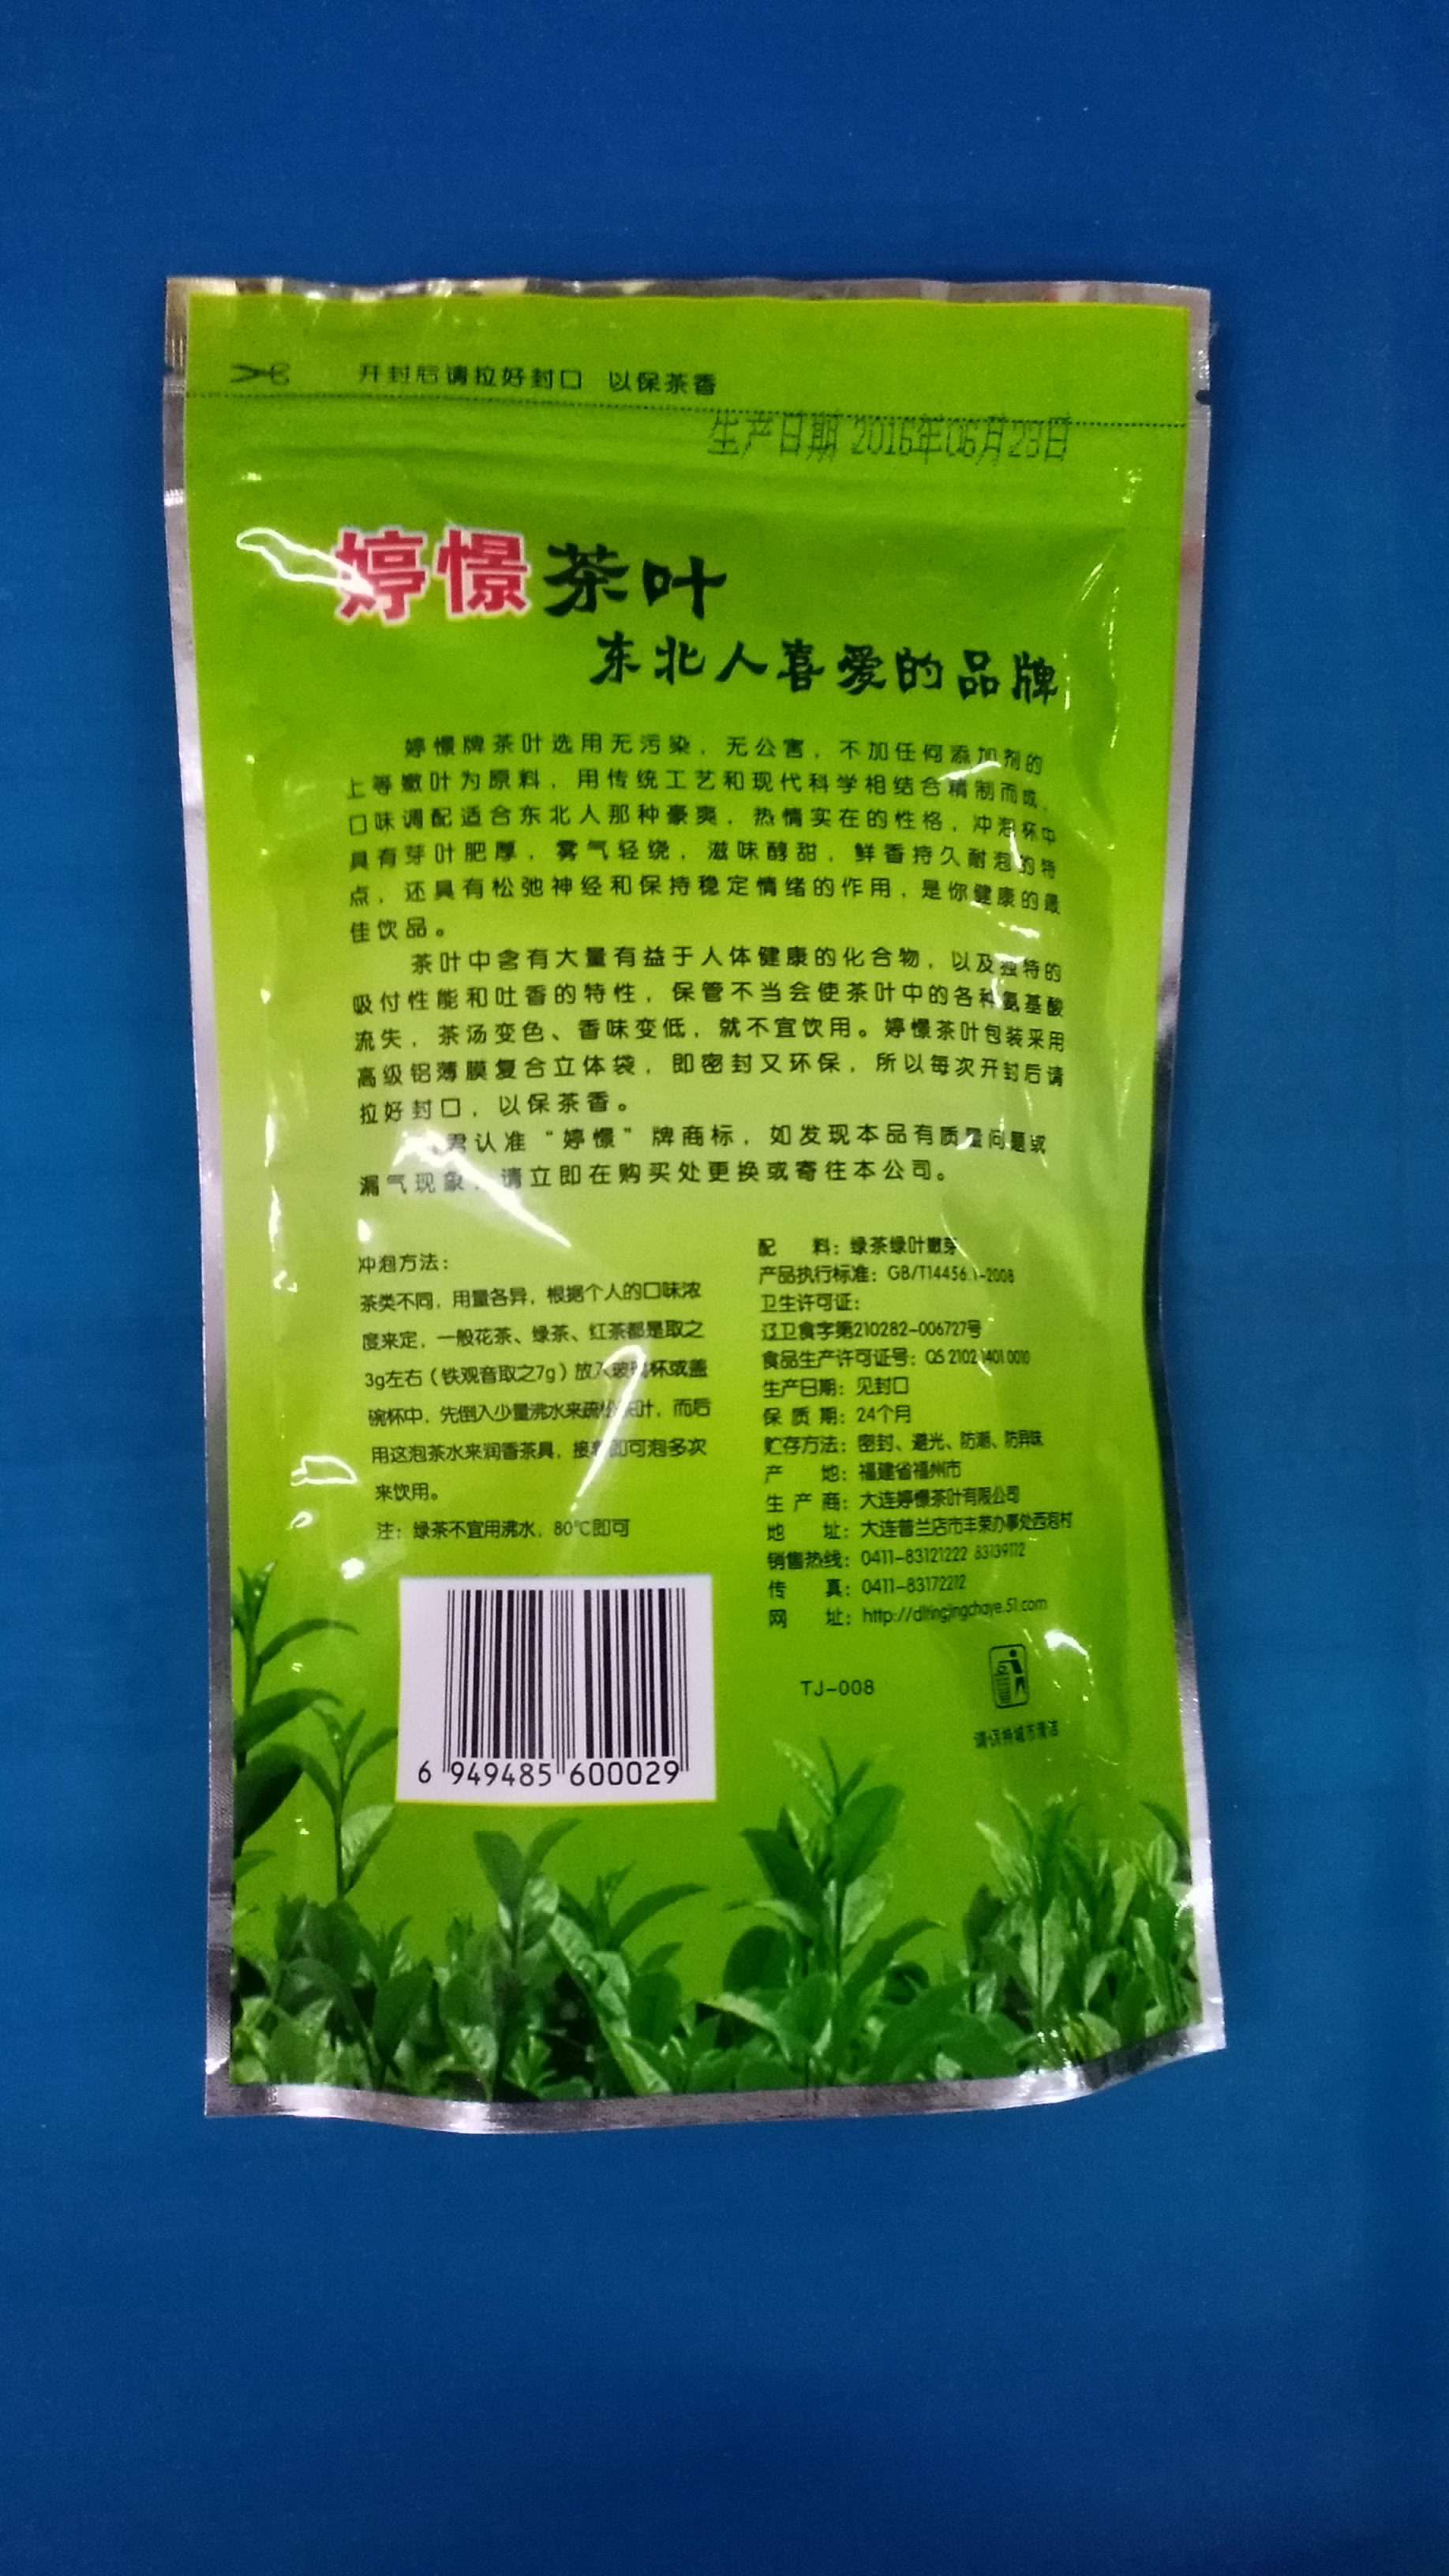 开封后请拉好封口 以保茶香
生产日期 2016年06月23日
婷憬茶叶
东北人喜爱的品牌
婷憬牌茶叶选用无污染，无公害，不加任何添加剂的
上等嫩叶为原料，用传统工艺和现代科学相结合精制而成，
口味调配适合东北人那种豪爽，热情实在的性格，冲泡杯中
具有芽叶肥厚，雾气轻绕，滋味醇甜，鲜香持久耐泡的特
点，还具有松弛神经和保持稳定情绪的作用，是你健康的最
佳饮品。
茶叶中含有大量有益于人体健康的化合物，以及独特的
吸付性能和吐香的特性，保管不当会使茶叶中的各种氨基酸
流失，茶汤变色、香味变低，就不宜饮用。婷憬茶叶包装采用
高级铝薄膜复合立体袋，即密封又环保，所以每次开封后请
拉好封口，以保茶香。
君认准“婷憬”牌商标，如发现本品有质量问题或
漏气现象，请立即在购买处更换或寄往本公司。
冲泡方法：
茶类不同，用量各异，根据个人的口味浓
度来定，一般花茶、绿茶、红茶都是取之
3g左右（铁观音取之7g）放入玻璃杯或盖
碗杯中，先倒入少量沸水来疏松茶叶，而后
用这泡茶水来润香茶具，接着即可泡多次
来饮用。
注：绿茶不宜用沸水，80℃即可
配 料：绿茶绿叶嫩芽
产品执行标准：GB/T14456.1-2008
卫生许可证：
辽卫食字第210282-006727号
食品生产许可证号：QS 2102 1401 0010
生产日期：见封口
保 质 期：24个月
贮存方法：密封、避光、防潮、防异味
产 地：福建省福州市
生 产 商：大连婷憬茶叶有限公司
地 址：大连普兰店市丰荣办事处西泡村
销售热线：0411-83121222 83139112
传 真：0411-83172212
网 址：http://dltingjingchaye.51.com
TJ-008
请保持城市清洁
6 949485 600029